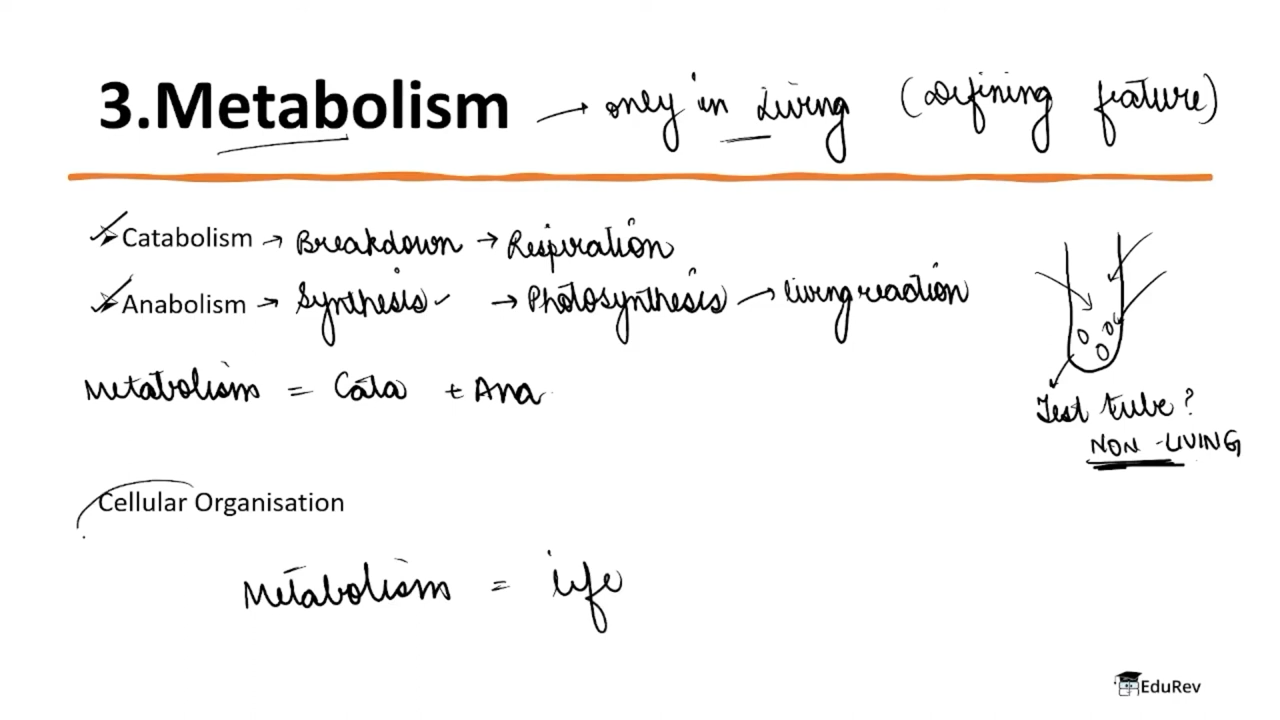 3.Metabolism → only in Living (Defining feature)
➤ Catabolism → Breakdown → Respiration
➤ Anabolism → Synthesis ✓ → Photosynthesis → living reaction
Metabolism = Cata + Ana
Test tube?
NON-LIVING
Cellular Organisation
Metabolism = life
EduRev